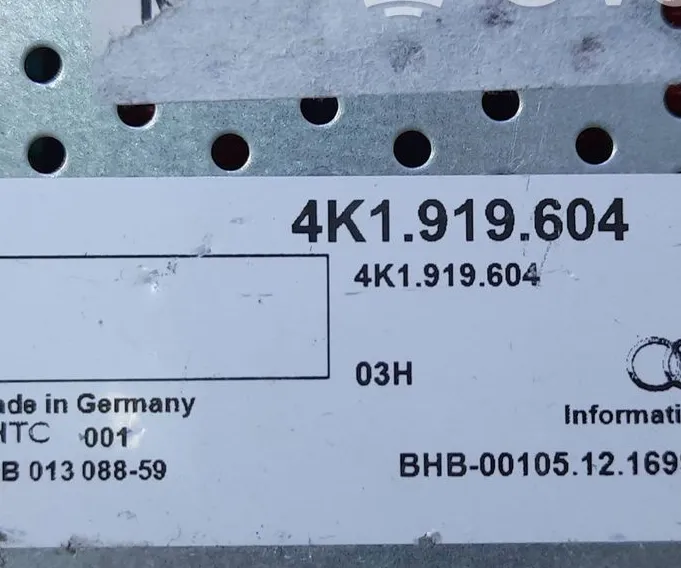 4K1.919.604
4K1.919.604
03H
ade in Germany
HTC 001
Informati
B 013 088-59
BHB-00105.12.169